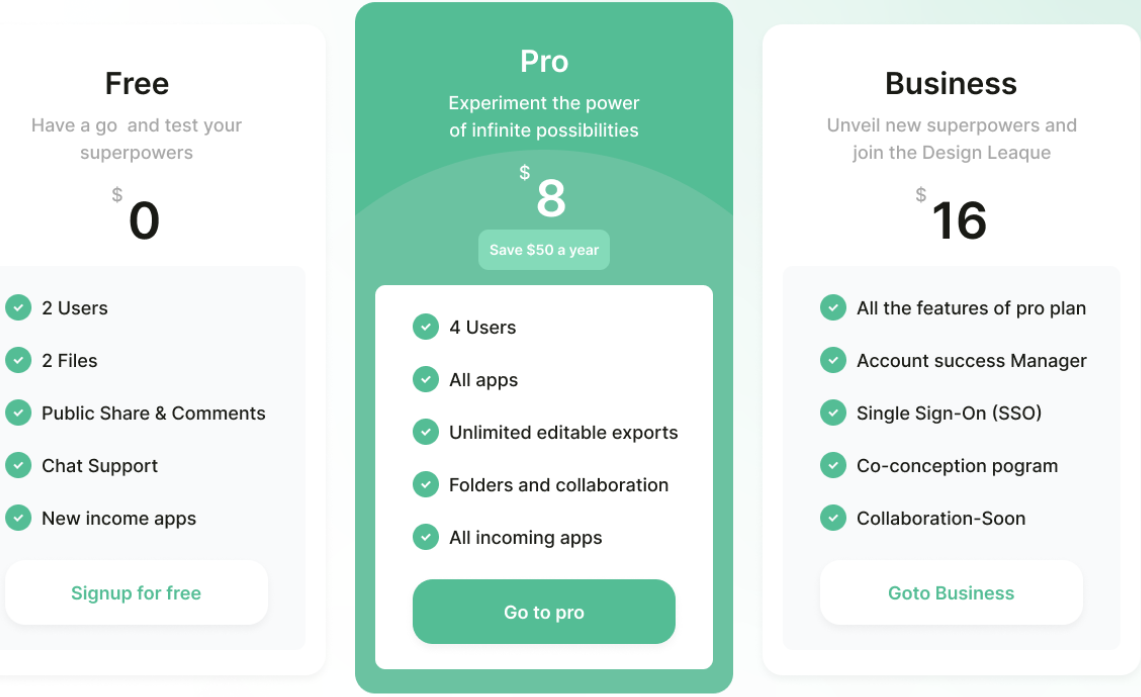 Free
Have a go  and test your
superpowers
$
0
2 Users
2 Files
Public Share & Comments
Chat Support
New income apps
Signup for free
Pro
Experiment the power
of infinite possibilities
$
8
Save $50 a year
4 Users
All apps
Unlimited editable exports
Folders and collaboration
All incoming apps
Go to pro
Business
Unveil new superpowers and
join the Design Leaque
$
16
All the features of pro plan
Account success Manager
Single Sign-On (SSO)
Co-conception pogram
Collaboration-Soon
Goto Business